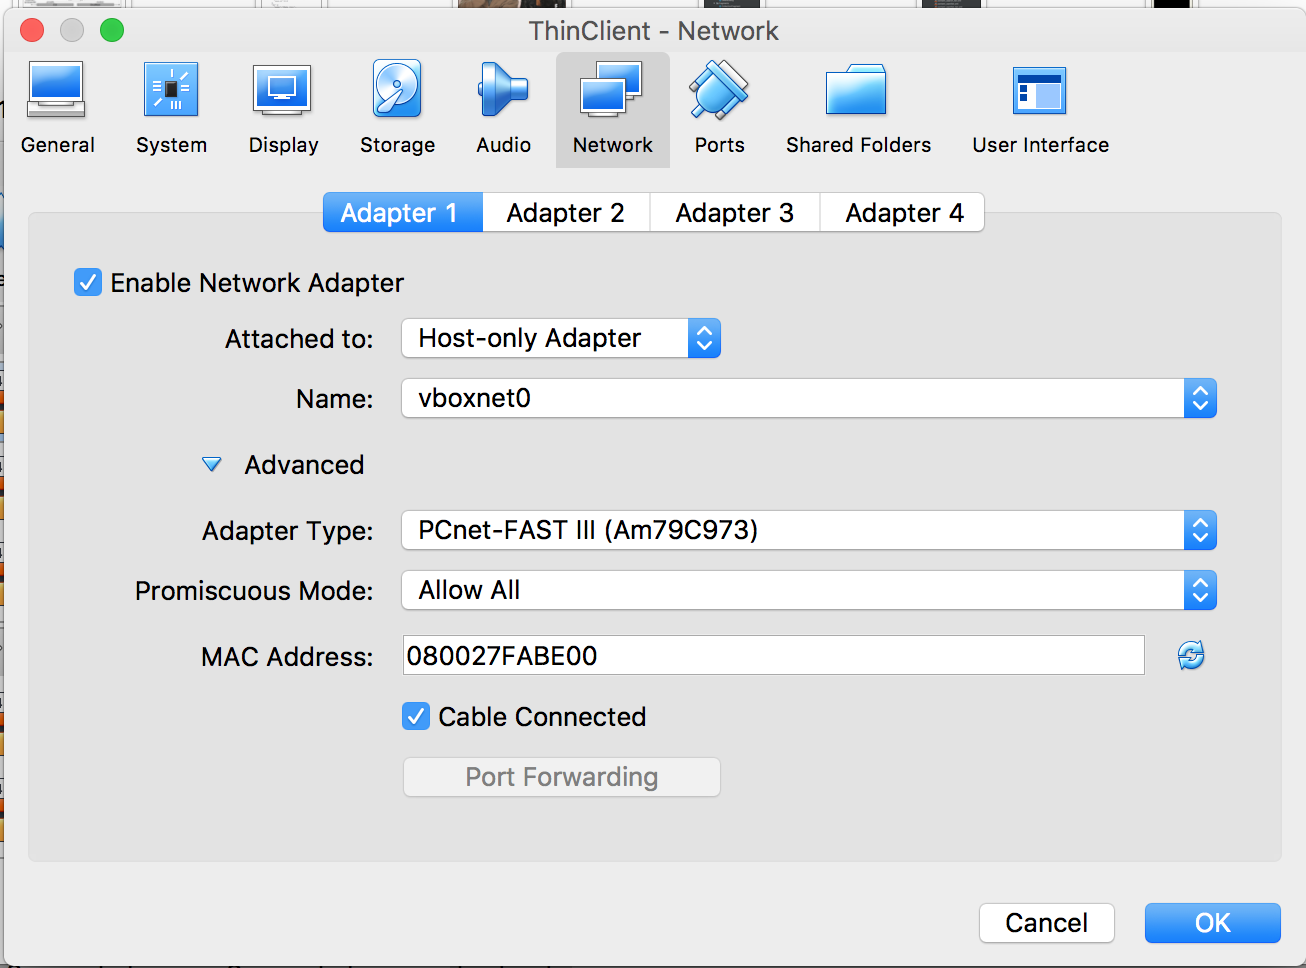 ThinClient - Network
General System Display Storage Audio Network Ports Shared Folders User Interface
Adapter 1 Adapter 2 Adapter 3 Adapter 4
Enable Network Adapter
Attached to: Host-only Adapter
Name: vboxnet0
Advanced
Adapter Type: PCnet-FAST III (Am79C973)
Promiscuous Mode: Allow All
MAC Address: 080027FABE00
Cable Connected
Port Forwarding
Cancel OK